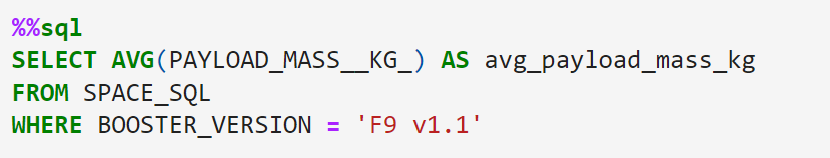 %%sql
SELECT AVG(PAYLOAD_MASS__KG_) AS avg_payload_mass_kg
FROM SPACE_SQL
WHERE BOOSTER_VERSION = 'F9 v1.1'